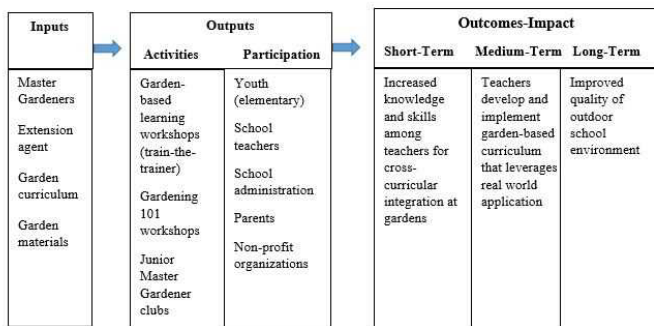 Inputs
Master
Gardeners
Extension
agent
Garden
curriculum
Garden
materials
Outputs
Activities
Garden-
based
learning
workshops
(train-the-
trainer)
Gardening
101
workshops
Junior
Master
Gardener
clubs
Participation
Youth
(elementary)
School
teachers
School
administration
Parents
Non-profit
organizations
Outcomes-Impact
Short-Term
Increased
knowledge
and skills
among
teachers for
cross-
curricular
integration at
gardens
Medium-Term
Teachers
develop and
implement
garden-based
curriculum
that leverages
real world
application
Long-Term
Improved
quality of
outdoor
school
environment